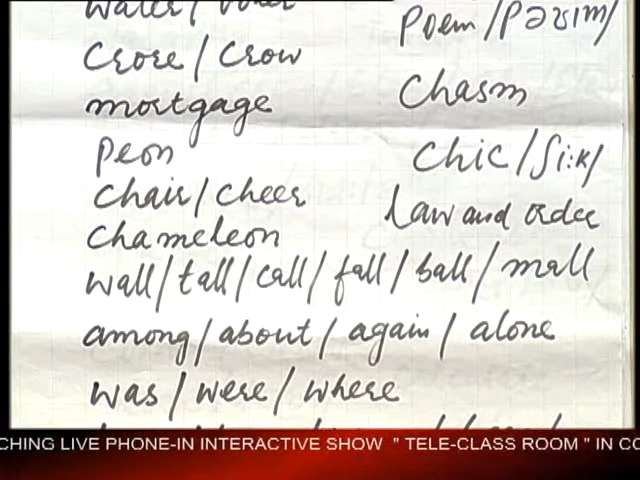 Poem /
Crore / Crow
mortgage
Chasm
Peon
Chic / ʃi:k/
Chair / cheer
Law and order
Chameleon
wall / tall / call / fall / ball / mall
among / about / again / alone
was / were / where
CHING LIVE PHONE-IN INTERACTIVE SHOW " TELE-CLASS ROOM " IN CO